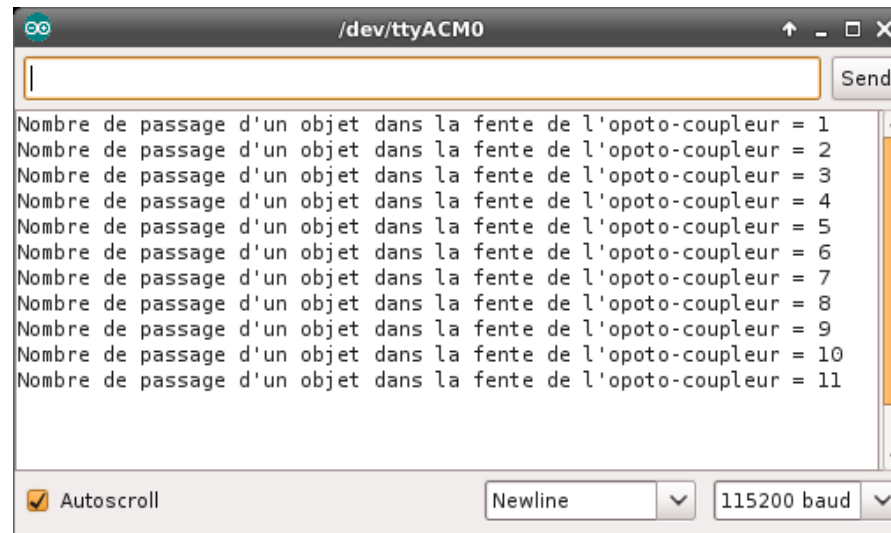 /dev/ttyACM0
Send
Nombre de passage d'un objet dans la fente de l'opoto-coupleur = 1
Nombre de passage d'un objet dans la fente de l'opoto-coupleur = 2
Nombre de passage d'un objet dans la fente de l'opoto-coupleur = 3
Nombre de passage d'un objet dans la fente de l'opoto-coupleur = 4
Nombre de passage d'un objet dans la fente de l'opoto-coupleur = 5
Nombre de passage d'un objet dans la fente de l'opoto-coupleur = 6
Nombre de passage d'un objet dans la fente de l'opoto-coupleur = 7
Nombre de passage d'un objet dans la fente de l'opoto-coupleur = 8
Nombre de passage d'un objet dans la fente de l'opoto-coupleur = 9
Nombre de passage d'un objet dans la fente de l'opoto-coupleur = 10
Nombre de passage d'un objet dans la fente de l'opoto-coupleur = 11
Autoscroll Newline 115200 baud